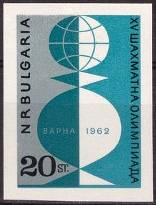 N.R. BULGARIA
XV ШАХМАТНА ОЛИМПИАДА
ВАРНА 1962
20 ST.